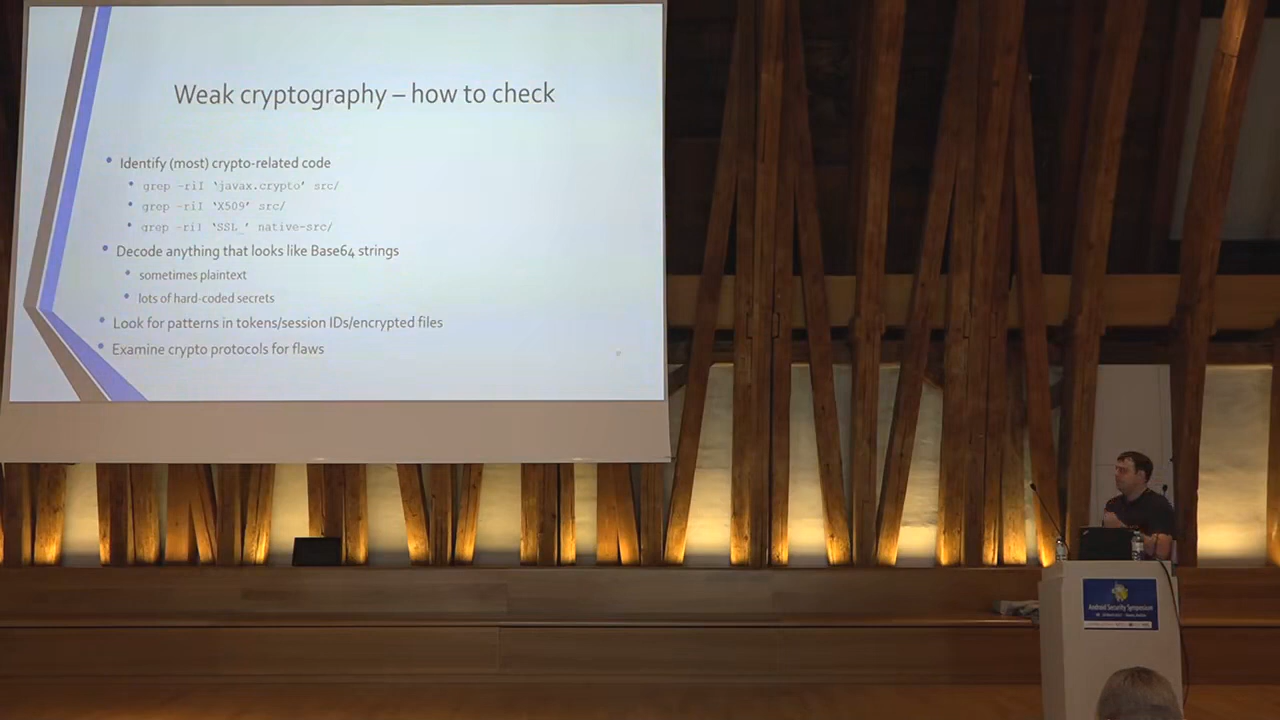 Weak cryptography – how to check
• Identify (most) crypto-related code
• grep -riI ‘javax.crypto’ src/
• grep -riI ‘X509’ src/
• grep -riI ‘SSL_’ native-src/
• Decode anything that looks like Base64 strings
• sometimes plaintext
• lots of hard-coded secrets
• Look for patterns in tokens/session IDs/encrypted files
• Examine crypto protocols for flaws
Android Security Symposium